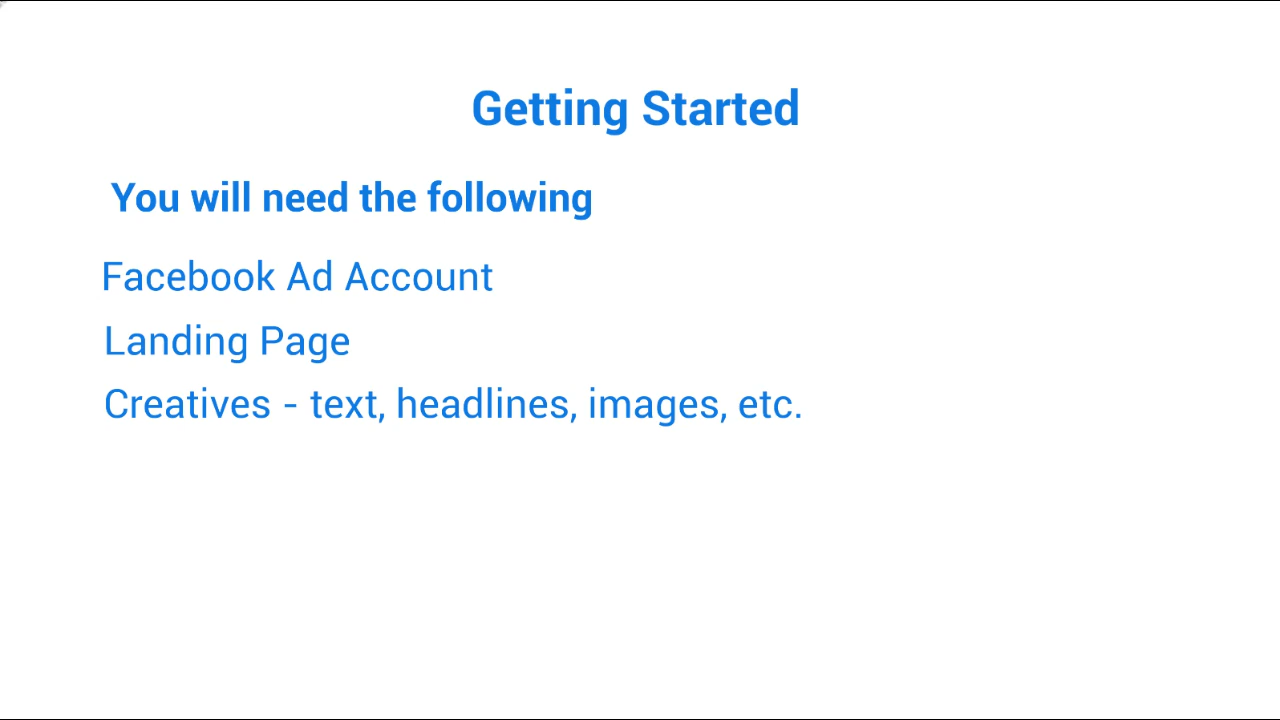 Getting Started
You will need the following
Facebook Ad Account
Landing Page
Creatives - text, headlines, images, etc.